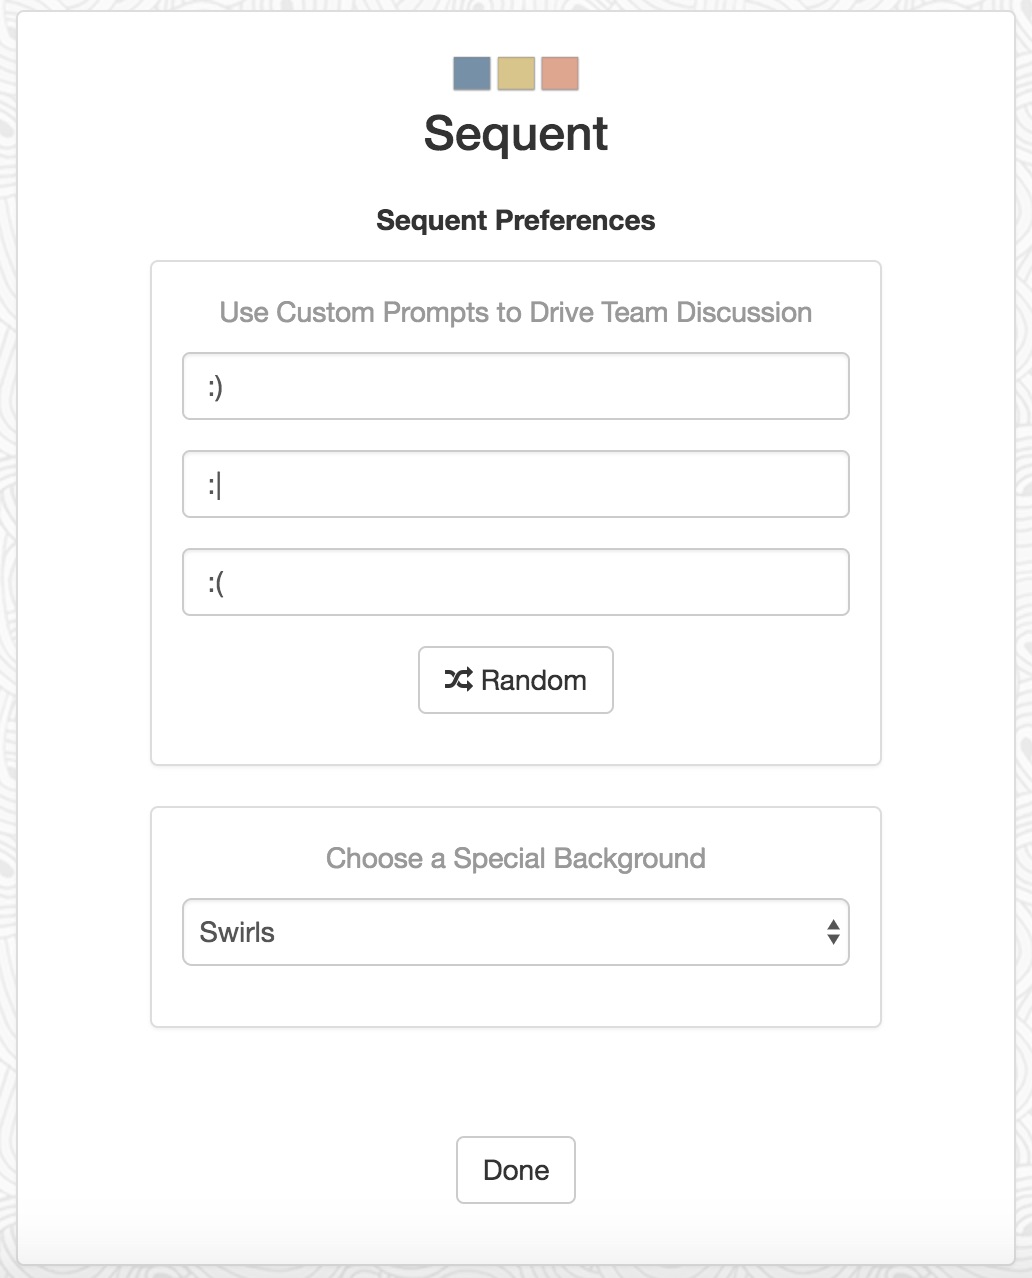 Sequent
Sequent Preferences
Use Custom Prompts to Drive Team Discussion
:)
:|
:(
Random
Choose a Special Background
Swirls
Done